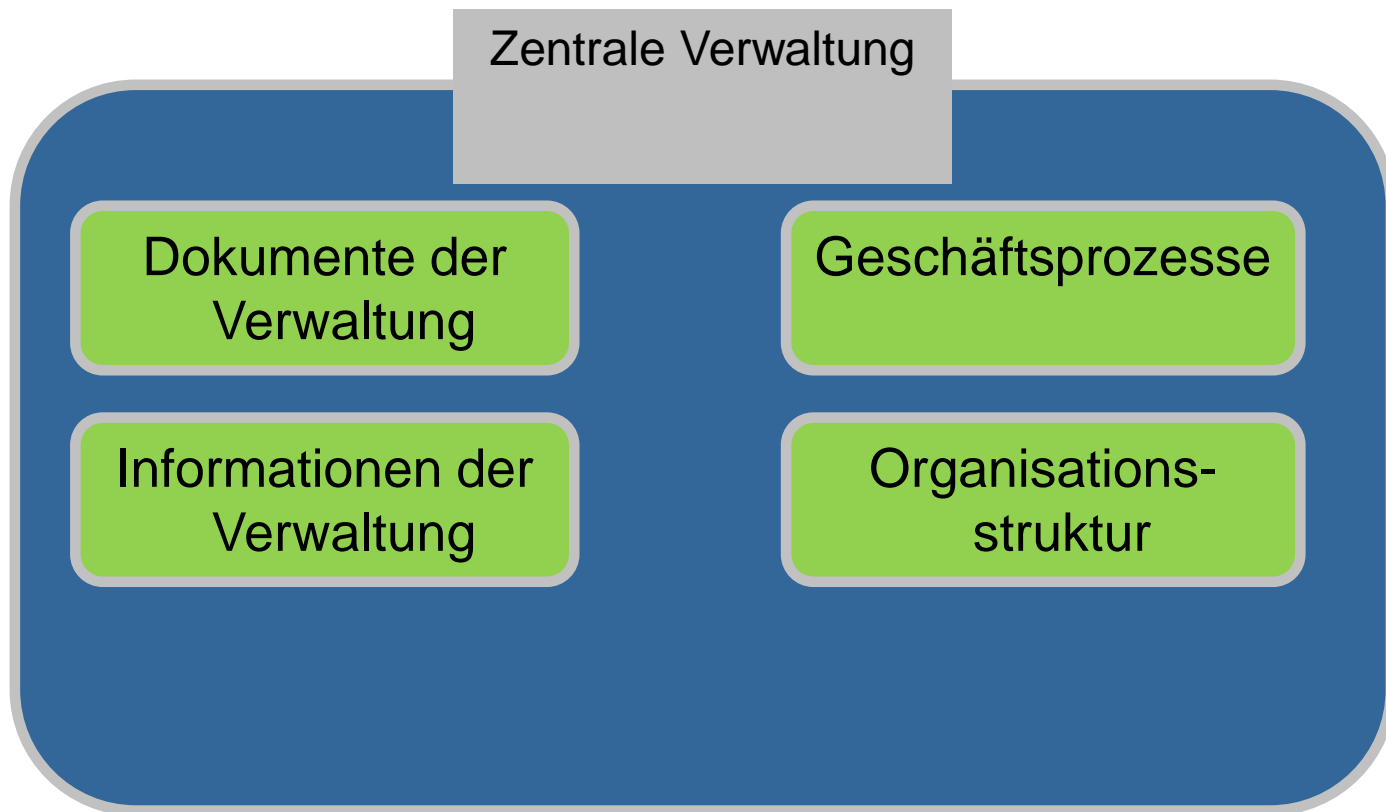 Zentrale Verwaltung
Dokumente der
Verwaltung
Geschäftsprozesse
Informationen der
Verwaltung
Organisations-
struktur